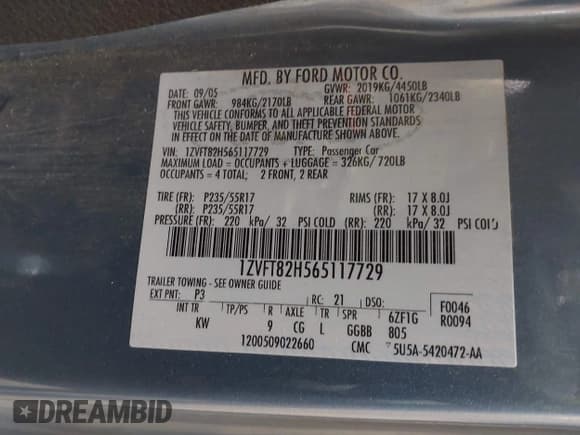 MFD. BY FORD MOTOR CO.
DATE: 09/05 GVWR: 2019KG/4450LB
FRONT GAWR: 984KG/2170LB REAR GAWR: 1061KG/2340LB
THIS VEHICLE CONFORMS TO ALL APPLICABLE FEDERAL MOTOR
VEHICLE SAFETY, BUMPER, AND THEFT PREVENTION STANDARDS
IN EFFECT ON THE DATE OF MANUFACTURE SHOWN ABOVE.
VIN: 1ZVFT82H565117729 TYPE: Passenger Car
MAXIMUM LOAD = OCCUPANTS + LUGGAGE = 326KG/720LB
OCCUPANTS = 4 TOTAL; 2 FRONT, 2 REAR
TIRE (FR): P235/55R17 RIMS (FR): 17 X 8.0J
(RR): P235/55R17 (RR): 17 X 8.0J
PRESSURE (FR): 220 kPa/ 32 PSI COLD (RR): 220 kPa/ 32 PSI COLD
1ZVFT82H565117729
TRAILER TOWING - SEE OWNER GUIDE
EXT PNT: P3 RC: 21 DSO: F0046
INT TR TP/PS R AXLE TR SPR 6ZF1G R0094
KW 9 CG L GGBB 805
1200509022660 CMC 5U5A-5420472-AA
DREAMBID